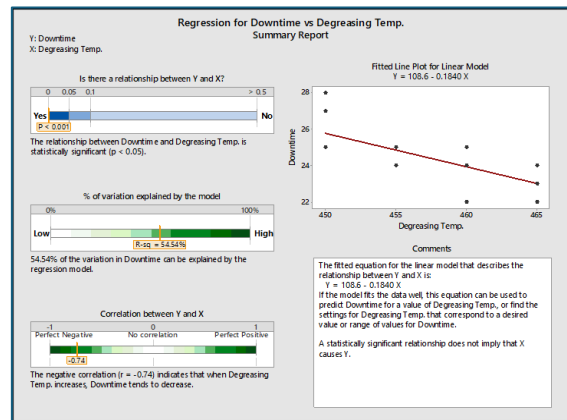 Regression for Downtime vs Degreasing Temp.
Summary Report
Y: Downtime
X: Degreasing Temp.
Is there a relationship between Y and X?
0 0.05 0.1 > 0.5
Yes No
P < 0.001
The relationship between Downtime and Degreasing Temp. is
statistically significant (p < 0.05).
% of variation explained by the model
0% 100%
Low High
R-sq = 54.54%
54.54% of the variation in Downtime can be explained by the
regression model.
Correlation between Y and X
-1 0 1
Perfect Negative No correlation Perfect Positive
-0.74
The negative correlation (r = -0.74) indicates that when Degreasing
Temp. increases, Downtime tends to decrease.
Fitted Line Plot for Linear Model
Y = 108.6 - 0.1840 X
28
26
24
22
Downtime
450 455 460 465
Degreasing Temp.
Comments
The fitted equation for the linear model that describes the
relationship between Y and X is:
Y = 108.6 - 0.1840 X
If the model fits the data well, this equation can be used to
predict Downtime for a value of Degreasing Temp., or find the
settings for Degreasing Temp. that correspond to a desired
value or range of values for Downtime.
A statistically significant relationship does not imply that X
causes Y.